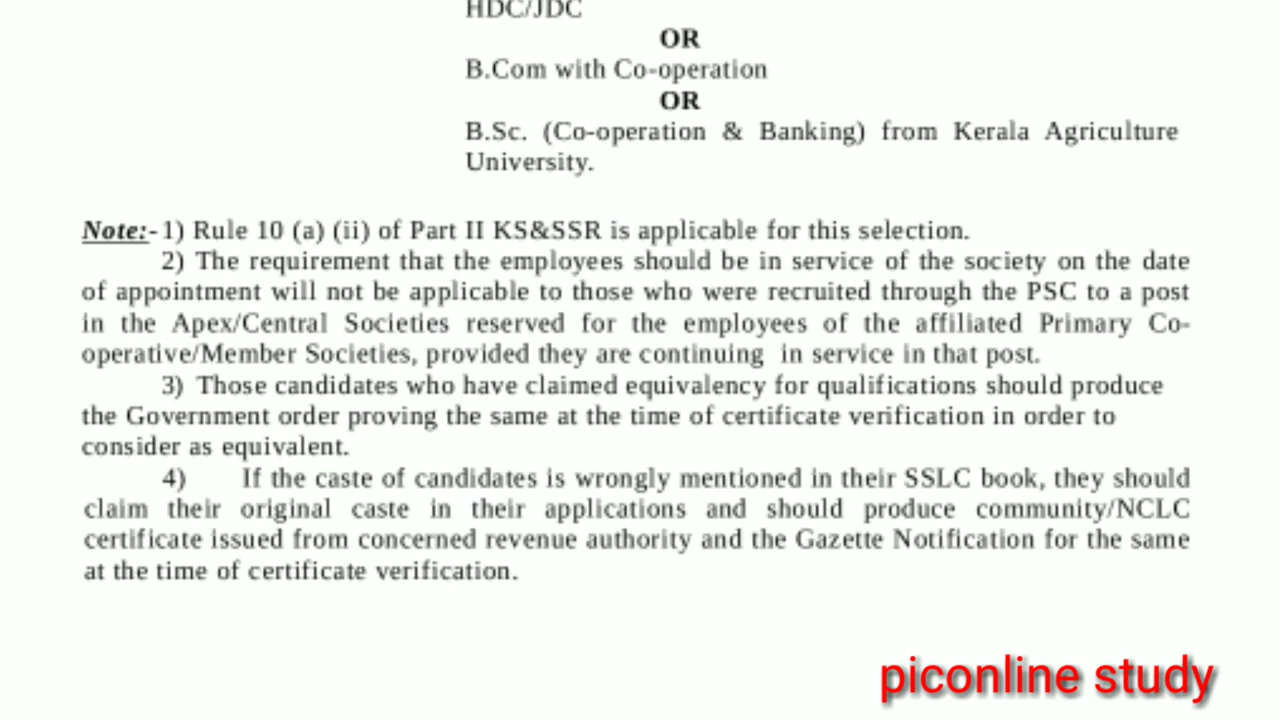 HDC/JDC
OR
B.Com with Co-operation
OR
B.Sc. (Co-operation & Banking) from Kerala Agriculture
University.
Note:-1) Rule 10 (a) (ii) of Part II KS&SSR is applicable for this selection.
2) The requirement that the employees should be in service of the society on the date
of appointment will not be applicable to those who were recruited through the PSC to a post
in the Apex/Central Societies reserved for the employees of the affiliated Primary Co-
operative/Member Societies, provided they are continuing in service in that post.
3) Those candidates who have claimed equivalency for qualifications should produce
the Government order proving the same at the time of certificate verification in order to
consider as equivalent.
4) If the caste of candidates is wrongly mentioned in their SSLC book, they should
claim their original caste in their applications and should produce community/NCLC
certificate issued from concerned revenue authority and the Gazette Notification for the same
at the time of certificate verification.
piconline study